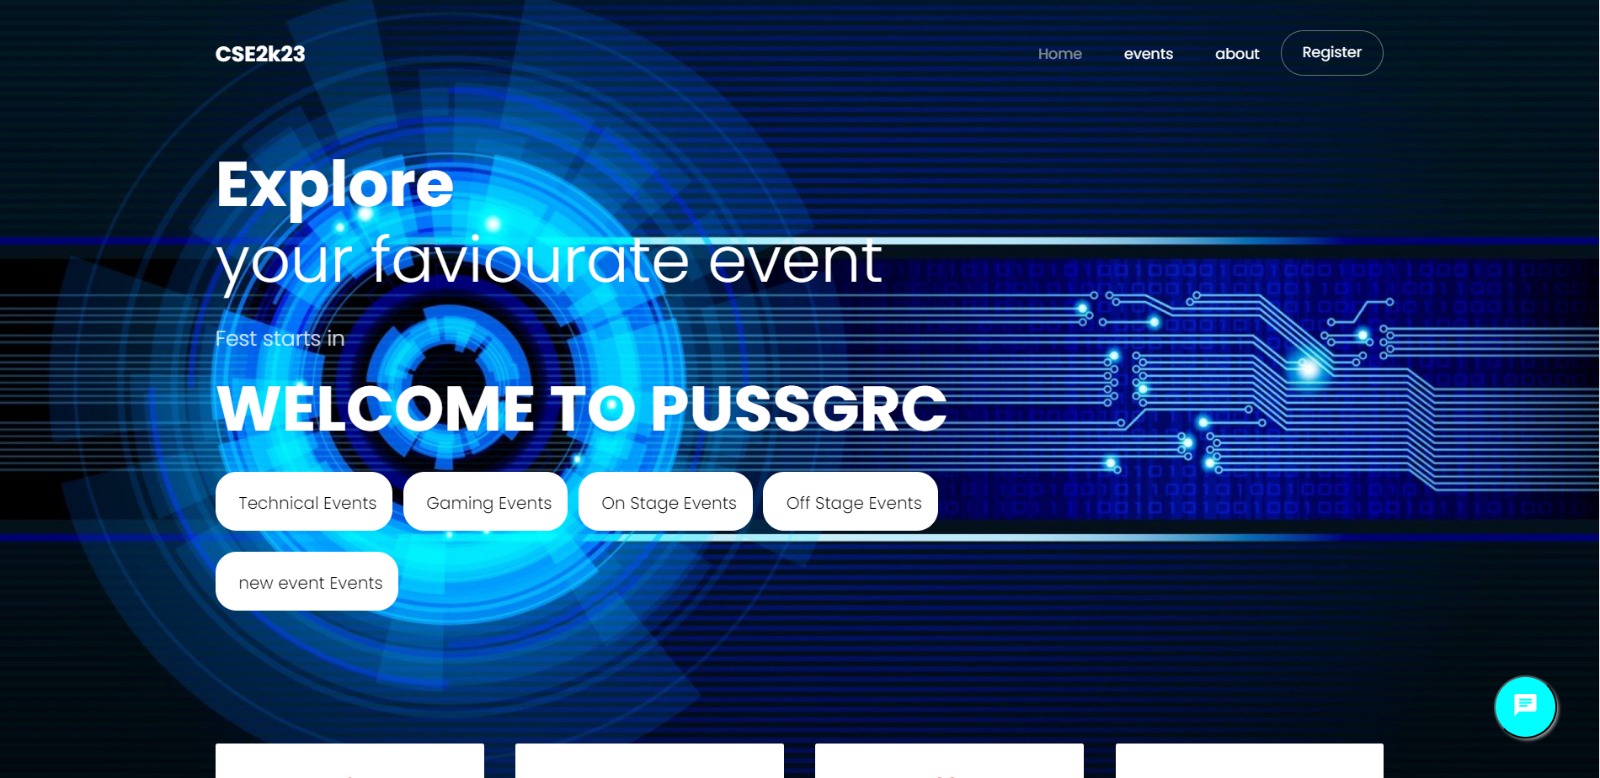 CSE2k23
Home events about Register
Explore
your faviourate event
Fest starts in
WELCOME TO PUSSGRC
Technical Events Gaming Events On Stage Events Off Stage Events
new event Events